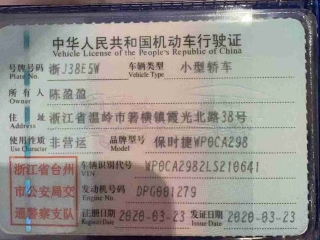 中华人民共和国机动车行驶证
Vehicle License of the People's Republic of China
号牌号码 浙J38E5W 车辆类型 小型轿车
Plate No. Vehicle Type
所有人 陈盈盈
Owner
住址 浙江省温岭市箬横镇霞光北路38号
Address
使用性质 非营运 品牌型号 保时捷WP0CA298
Use Character Model
浙江省台州
市公安局交
通警察支队
车辆识别代号 WP0CA2982LS210641
VIN
发动机号码 DPG001279
Engine No.
注册日期 2020-03-23 发证日期 2020-03-23
Register Date Issue Date